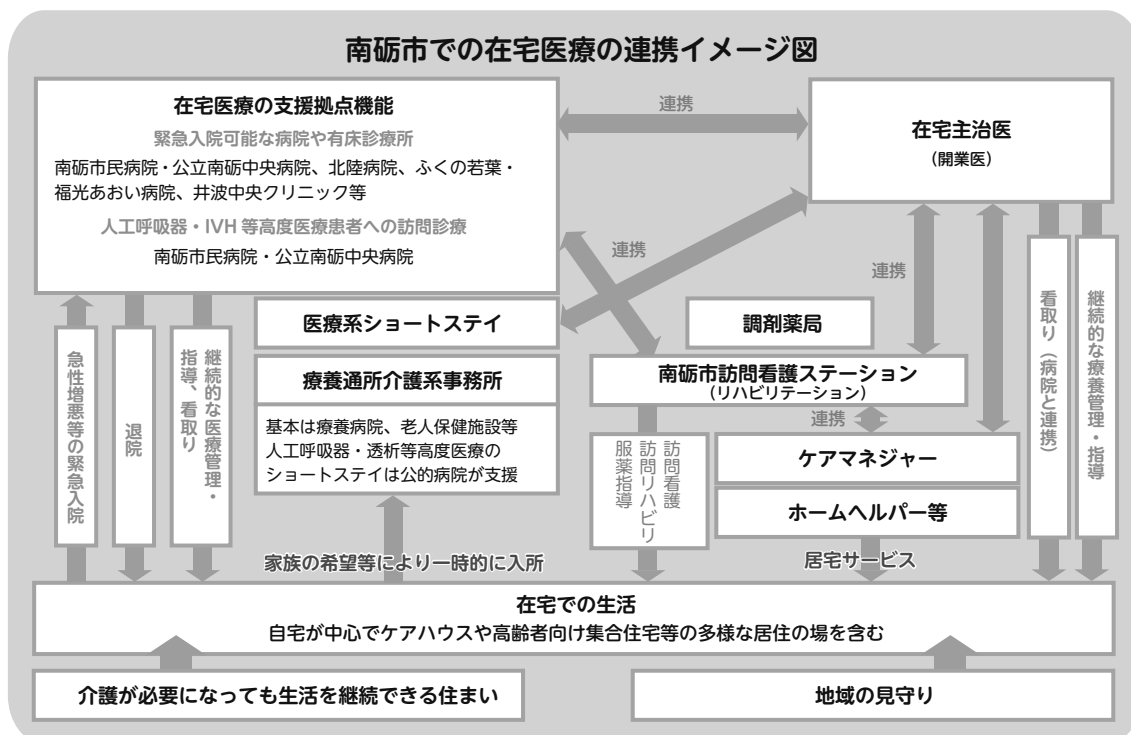 南砺市での在宅医療の連携イメージ図
在宅医療の支援拠点機能
緊急入院可能な病院や有床診療所
南砺市民病院・公立南砺中央病院、北陸病院、ふくの若葉・
福光あおい病院、井波中央クリニック等
人工呼吸器・IVH 等高度医療患者への訪問診療
南砺市民病院・公立南砺中央病院
連携
在宅主治医
（開業医）
連携
連携
医療系ショートステイ
療養通所介護系事務所
基本は療養病院、老人保健施設等
人工呼吸器・透析等高度医療の
ショートステイは公的病院が支援
調剤薬局
南砺市訪問看護ステーション
（リハビリテーション）
連携
ケアマネジャー
ホームヘルパー等
急性増悪等の緊急入院
退院
継続的な医療管理・
指導、看取り
訪問看護
訪問リハビリ
服薬指導
看取り（病院と連携）
継続的な療養管理・指導
家族の希望等により一時的に入所
居宅サービス
在宅での生活
自宅が中心でケアハウスや高齢者向け集合住宅等の多様な居住の場を含む
介護が必要になっても生活を継続できる住まい
地域の見守り